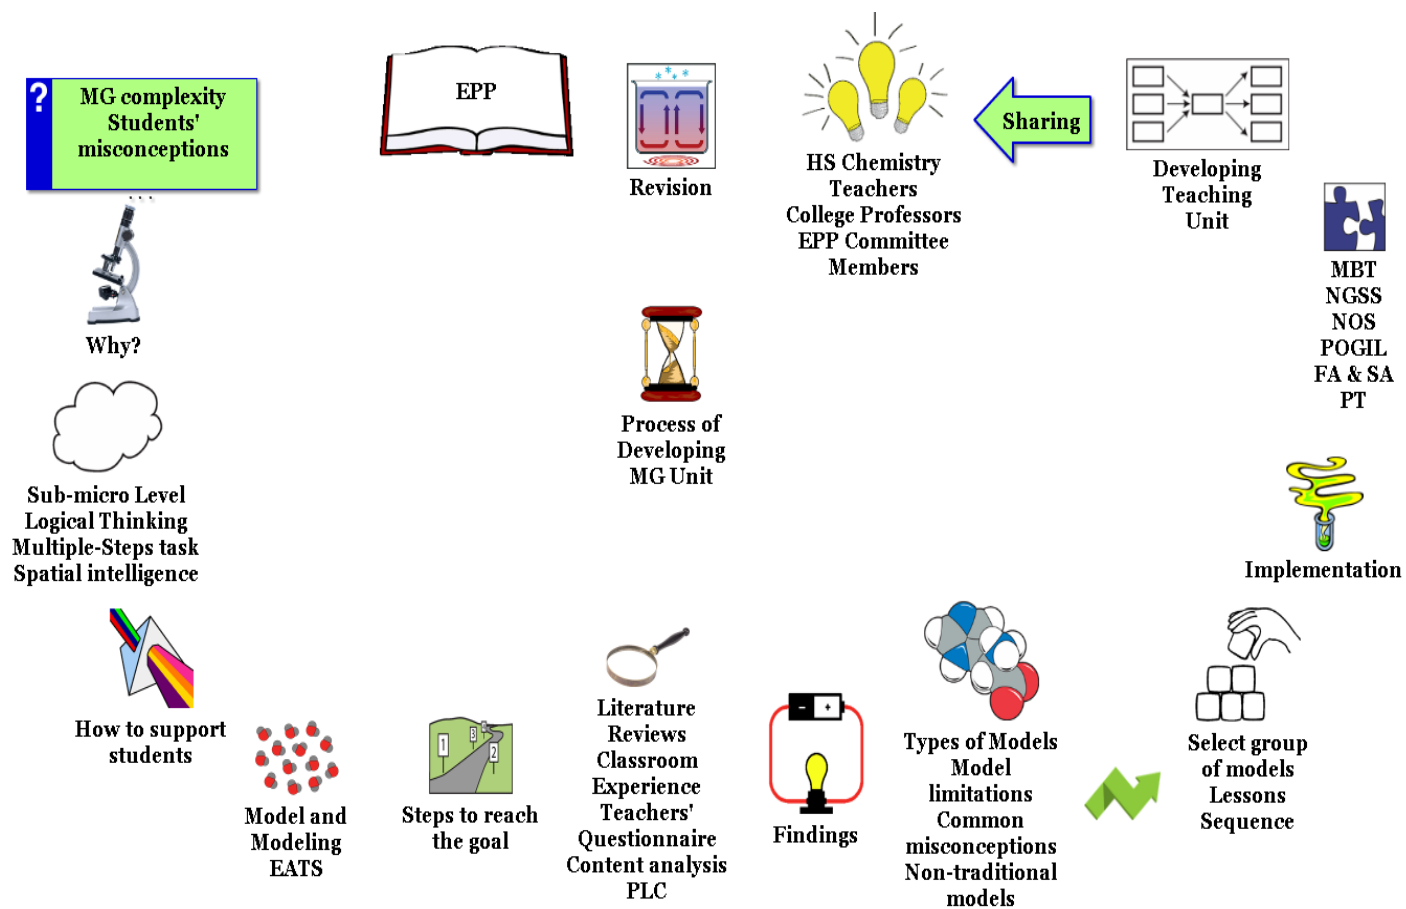 ?
MG complexity
Students'
misconceptions
...
Why?
Sub-micro Level
Logical Thinking
Multiple-Steps task
Spatial intelligence
How to support
students
Model and
Modeling
EATS
1
3
2
Steps to reach
the goal
Literature
Reviews
Classroom
Experience
Teachers'
Questionnaire
Content analysis
PLC
- +
Findings
Types of Models
Model
limitations
Common
misconceptions
Non-traditional
models
Select group
of models
Lessons
Sequence
Implementation
MBT
NGSS
NOS
POGIL
FA & SA
PT
Developing
Teaching
Unit
Sharing
HS Chemistry
Teachers
College Professors
EPP Committee
Members
Revision
EPP
Process of
Developing
MG Unit